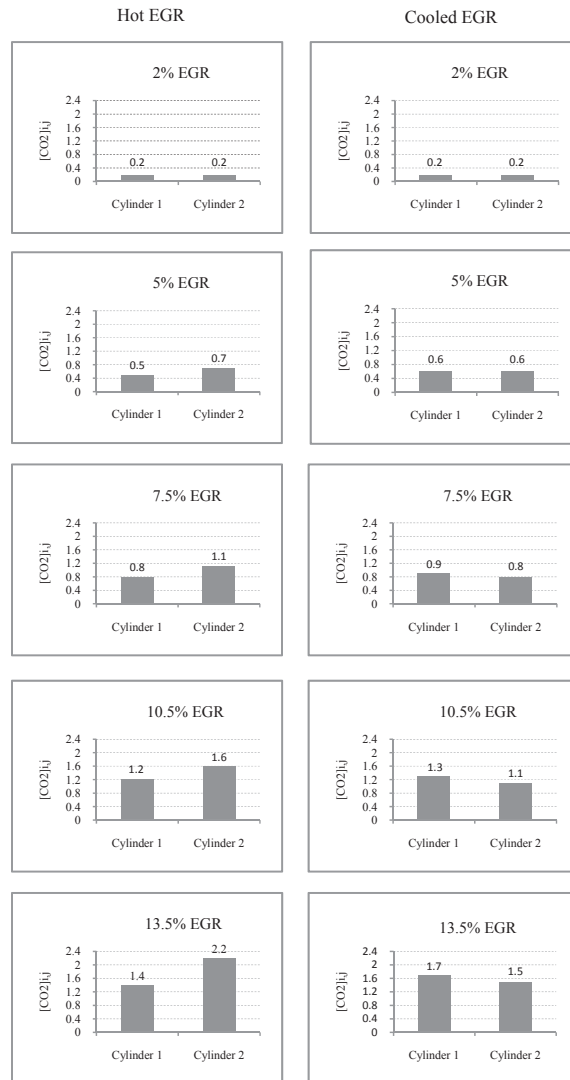 Hot EGR
Cooled EGR
2% EGR
[CO2]i,j
2.4
2
1.6
1.2
0.8
0.4
0
0.2 0.2
Cylinder 1 Cylinder 2
2% EGR
[CO2]i,j
2.4
2
1.6
1.2
0.8
0.4
0
0.2 0.2
Cylinder 1 Cylinder 2
5% EGR
[CO2]i,j
2.4
2
1.6
1.2
0.8
0.4
0
0.5 0.7
Cylinder 1 Cylinder 2
5% EGR
[CO2]i,j
2.4
2
1.6
1.2
0.8
0.4
0
0.6 0.6
Cylinder 1 Cylinder 2
7.5% EGR
[CO2]i,j
2.4
2
1.6
1.2
0.8
0.4
0
0.8 1.1
Cylinder 1 Cylinder 2
7.5% EGR
[CO2]i,j
2.4
2
1.6
1.2
0.8
0.4
0
0.9 0.8
Cylinder 1 Cylinder 2
10.5% EGR
[CO2]i,j
2.4
2
1.6
1.2
0.8
0.4
0
1.2 1.6
Cylinder 1 Cylinder 2
10.5% EGR
[CO2]i,j
2.4
2
1.6
1.2
0.8
0.4
0
1.3 1.1
Cylinder 1 Cylinder 2
13.5% EGR
[CO2]i,j
2.4
2
1.6
1.2
0.8
0.4
0
1.4 2.2
Cylinder 1 Cylinder 2
13.5% EGR
[CO2]i,j
2.4
2
1.6
1.2
0.8
0.4
0
1.7 1.5
Cylinder 1 Cylinder 2